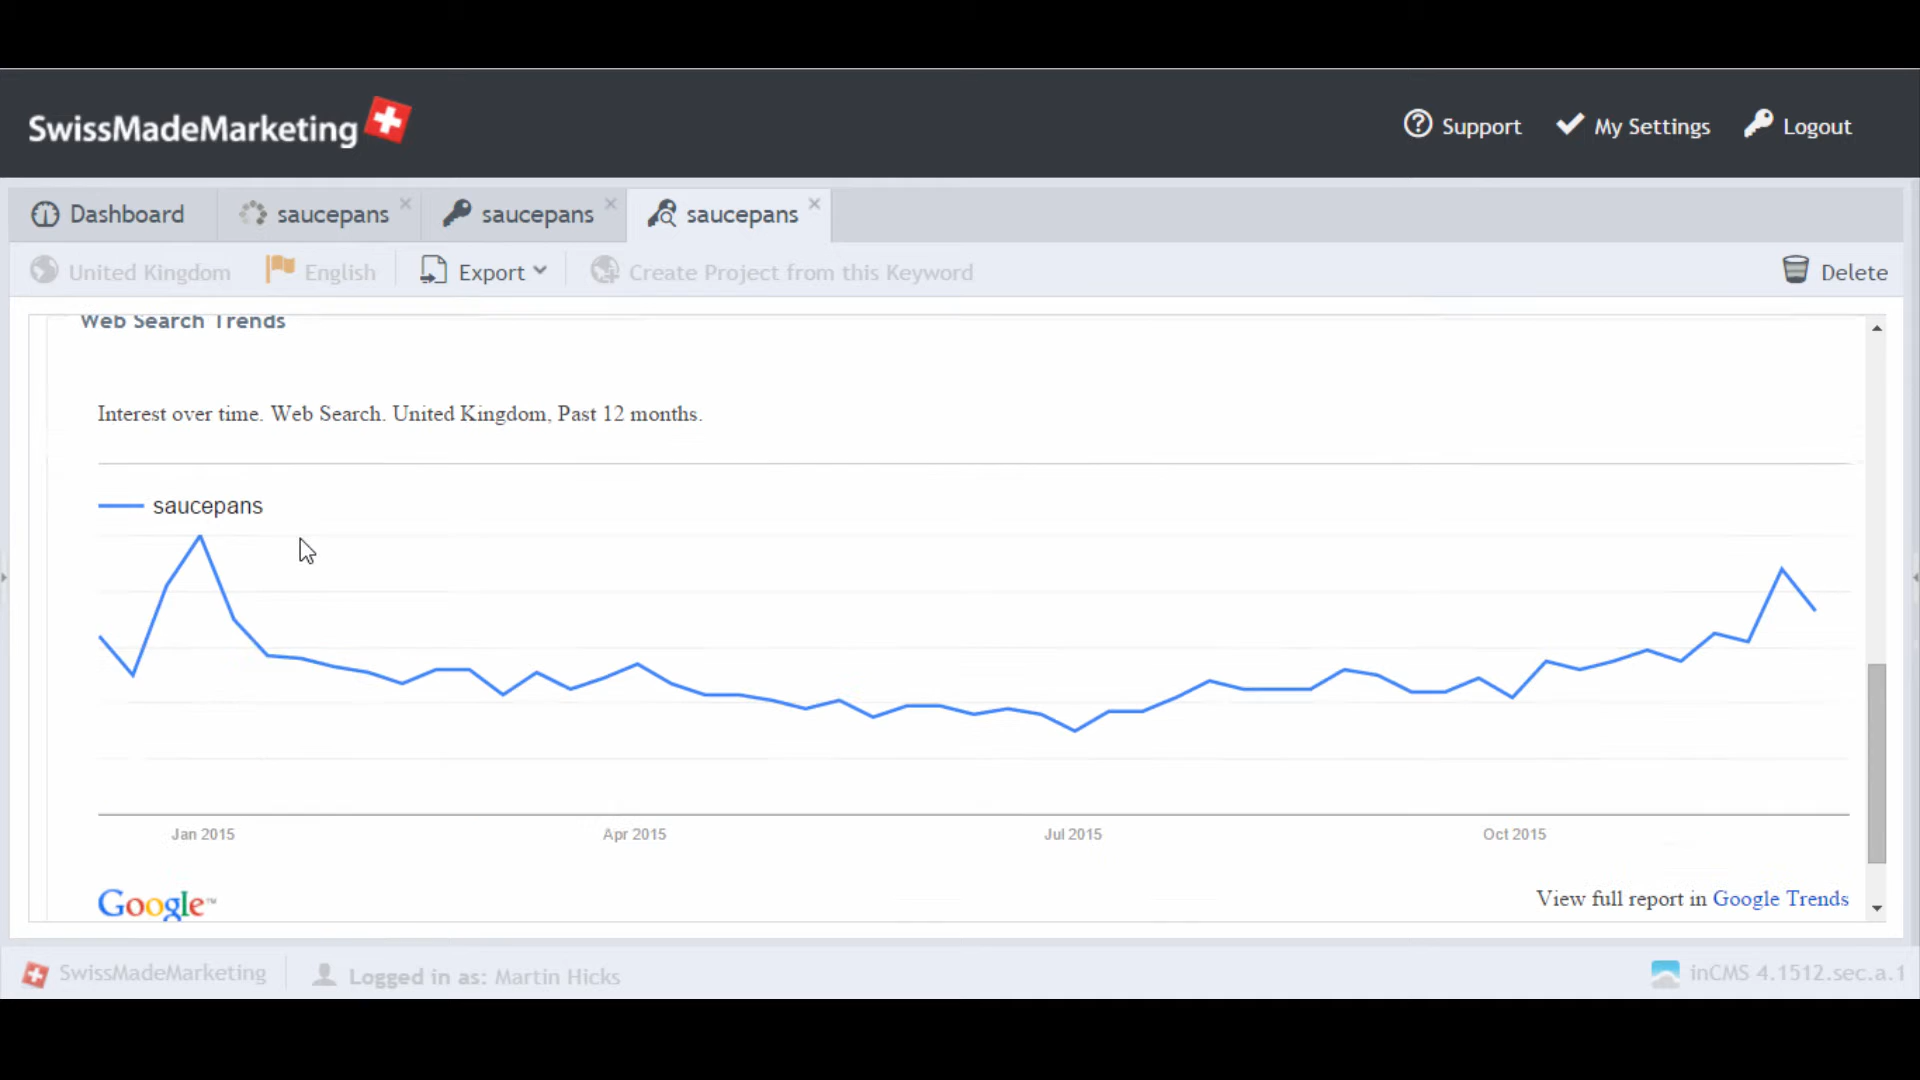 SwissMadeMarketing
Support My Settings Logout
Dashboard saucepans saucepans saucepans
United Kingdom English Export Create Project from this Keyword Delete
Web Search Trends
Interest over time. Web Search. United Kingdom, Past 12 months.
saucepans
Jan 2015 Apr 2015 Jul 2015 Oct 2015
Google™ View full report in Google Trends
SwissMadeMarketing Logged in as: Martin Hicks inCMS 4.1512.sec.a.1